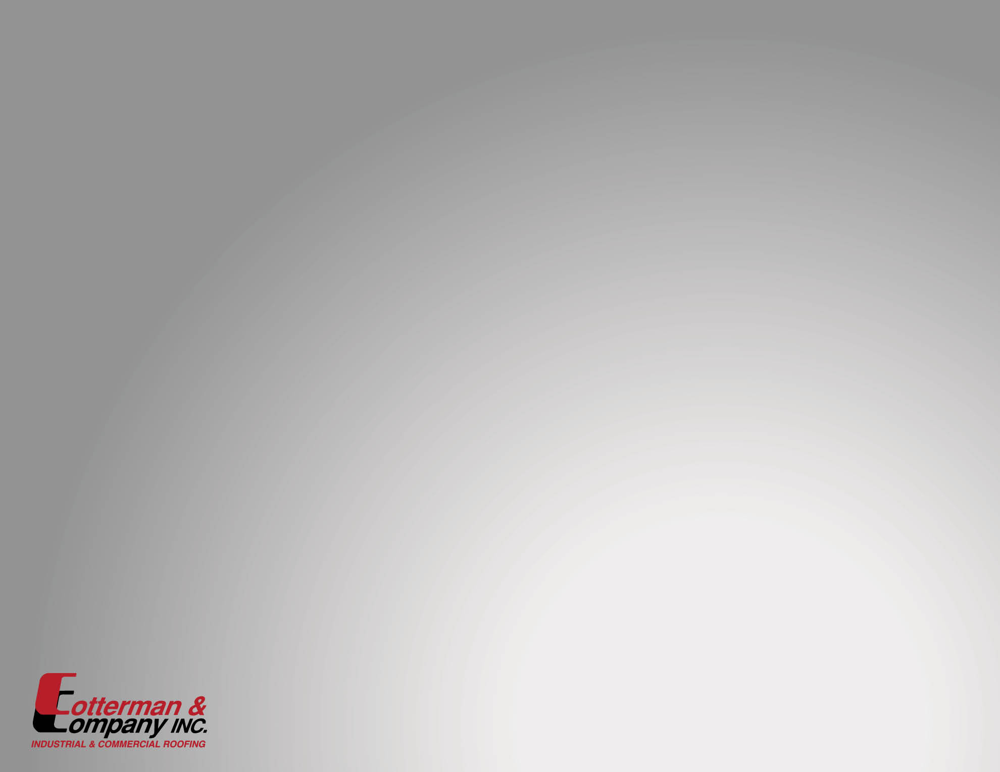 Cotterman &
Company INC.
INDUSTRIAL & COMMERCIAL ROOFING